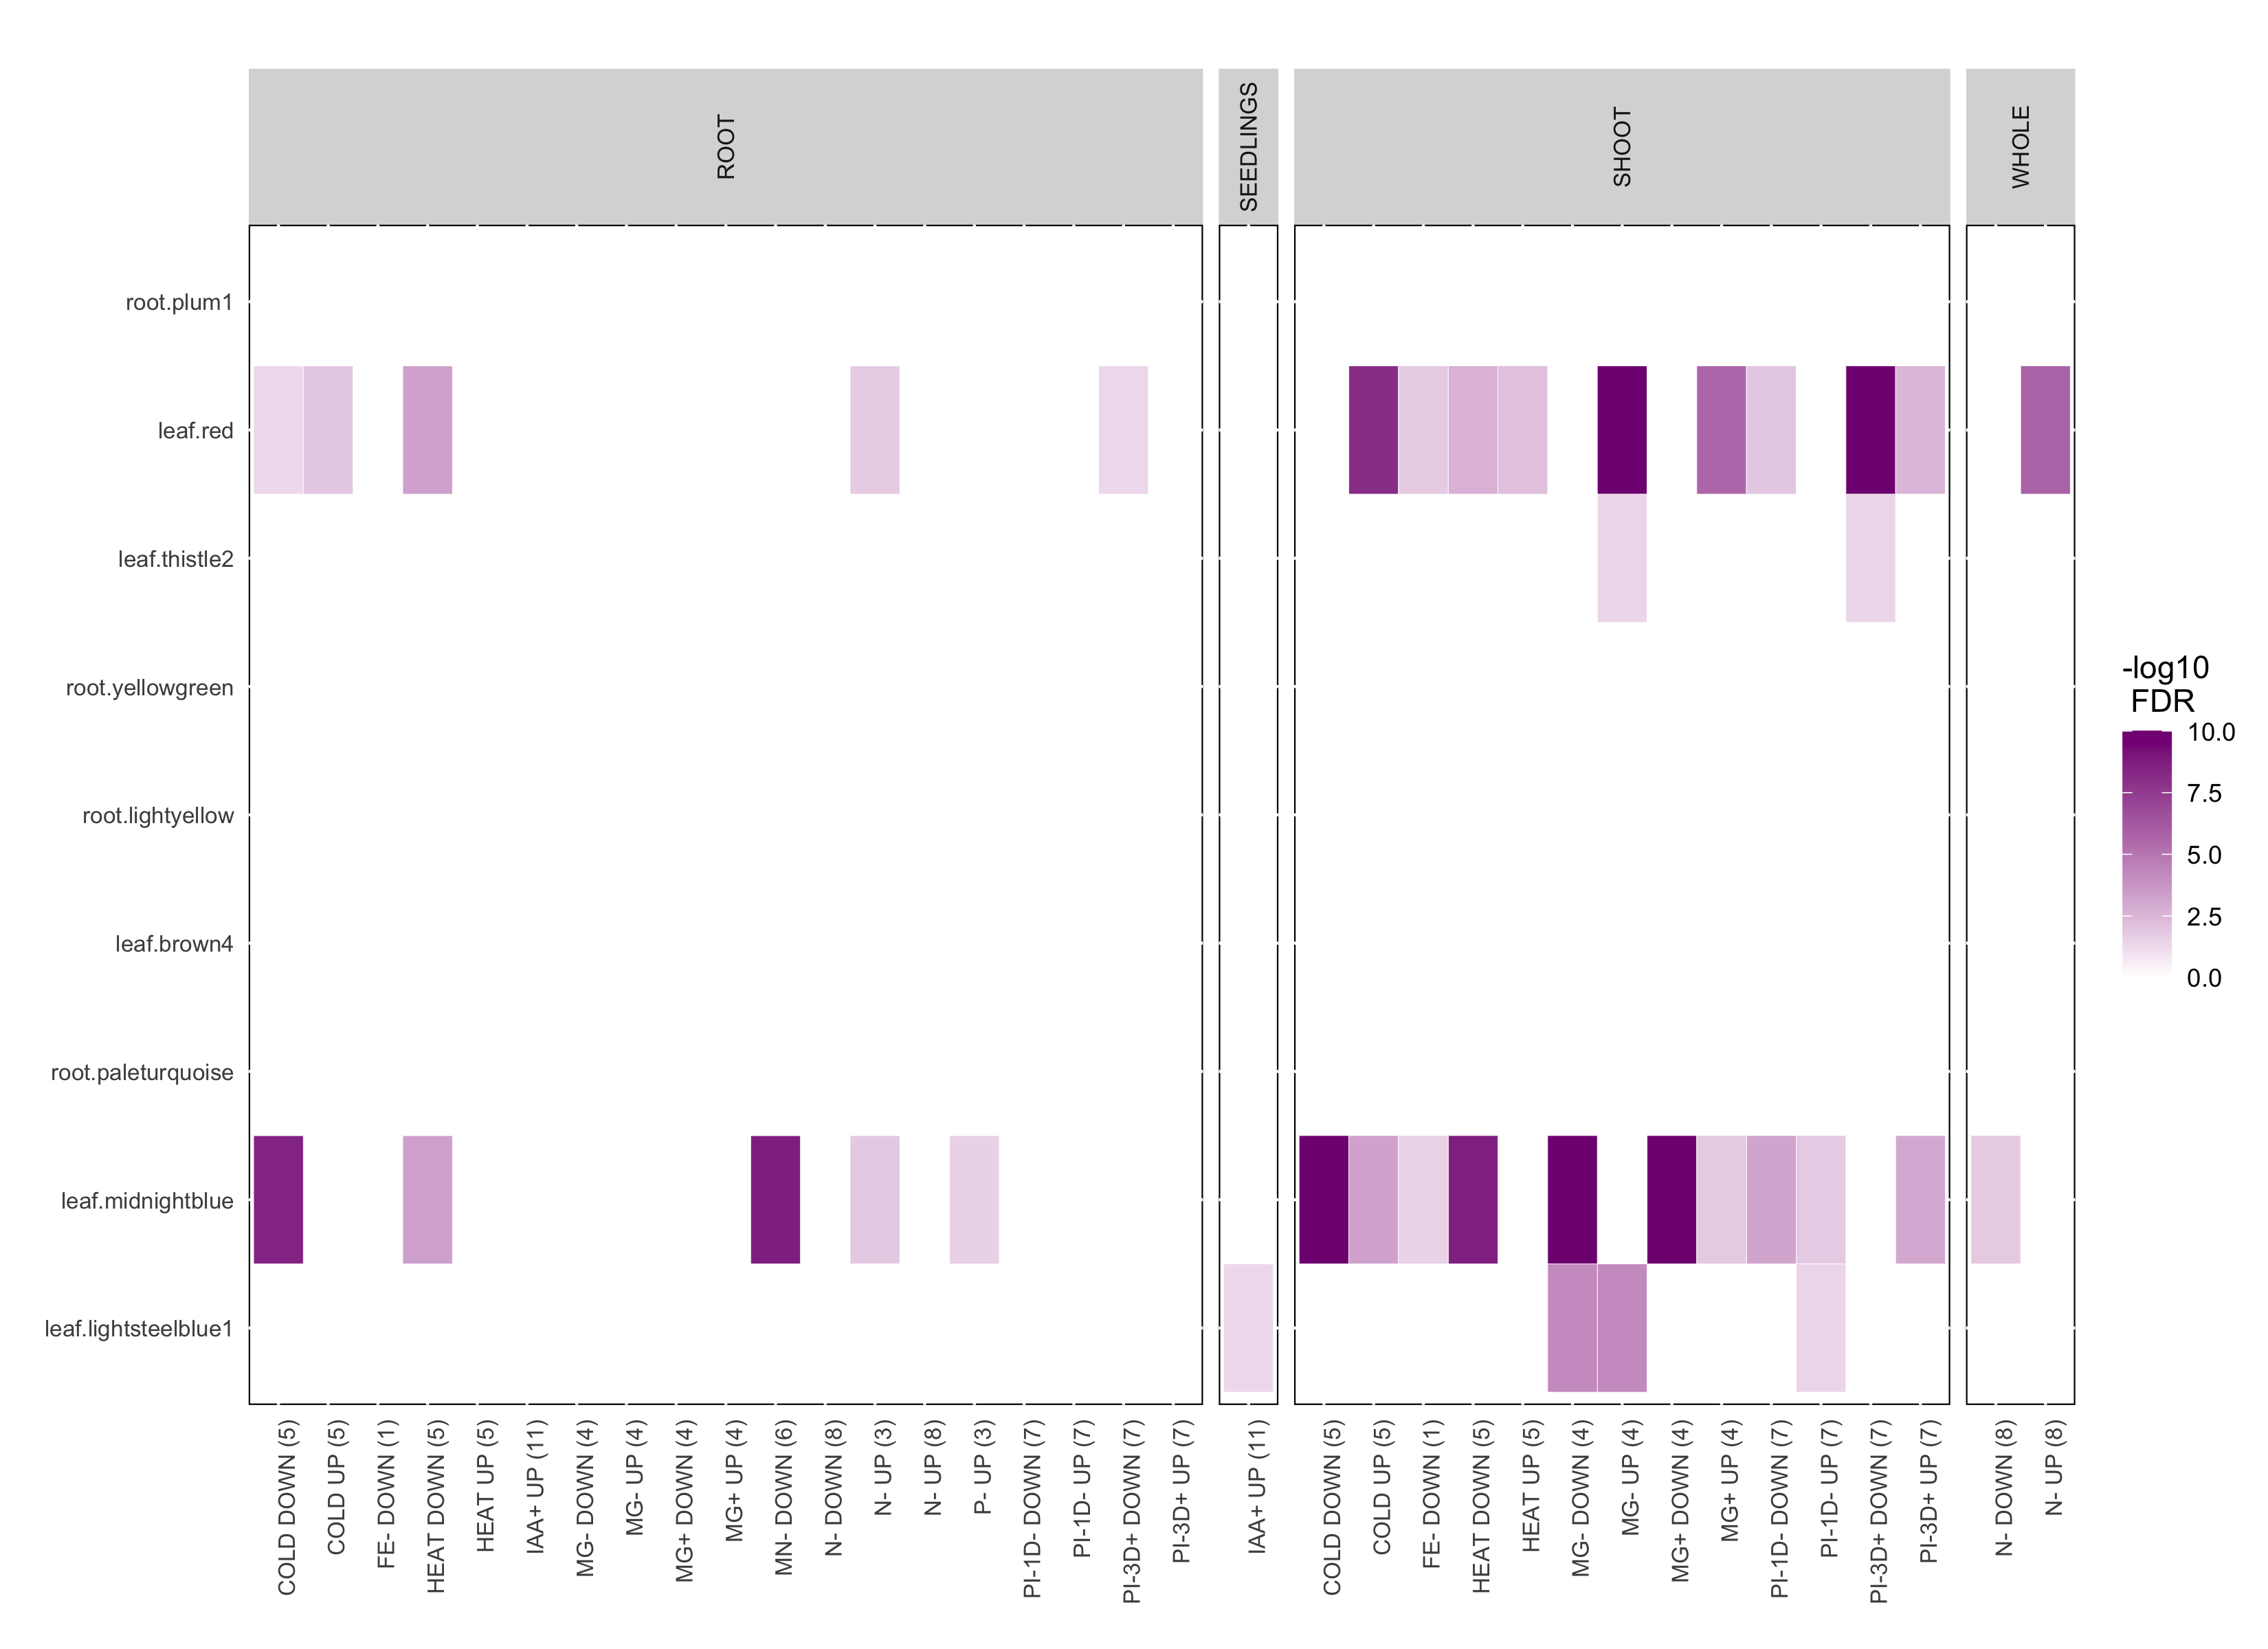 ROOT
SEEDLINGS
SHOOT
WHOLE
root.plum1
leaf.red
leaf.thistle2
root.yellowgreen
root.lightyellow
leaf.brown4
root.paleturquoise
leaf.midnightblue
leaf.lightsteelblue1
COLD DOWN (5)
COLD UP (5)
FE- DOWN (1)
HEAT DOWN (5)
HEAT UP (5)
IAA+ UP (11)
MG- DOWN (4)
MG- UP (4)
MG+ DOWN (4)
MG+ UP (4)
MN- DOWN (6)
N- DOWN (8)
N- UP (3)
N- UP (8)
P- UP (3)
PI-1D- DOWN (7)
PI-1D- UP (7)
PI-3D+ DOWN (7)
PI-3D+ UP (7)
IAA+ UP (11)
COLD DOWN (5)
COLD UP (5)
FE- DOWN (1)
HEAT DOWN (5)
HEAT UP (5)
MG- DOWN (4)
MG- UP (4)
MG+ DOWN (4)
MG+ UP (4)
PI-1D- DOWN (7)
PI-1D- UP (7)
PI-3D+ DOWN (7)
PI-3D+ UP (7)
N- DOWN (8)
N- UP (8)
-log10
FDR
10.0
7.5
5.0
2.5
0.0